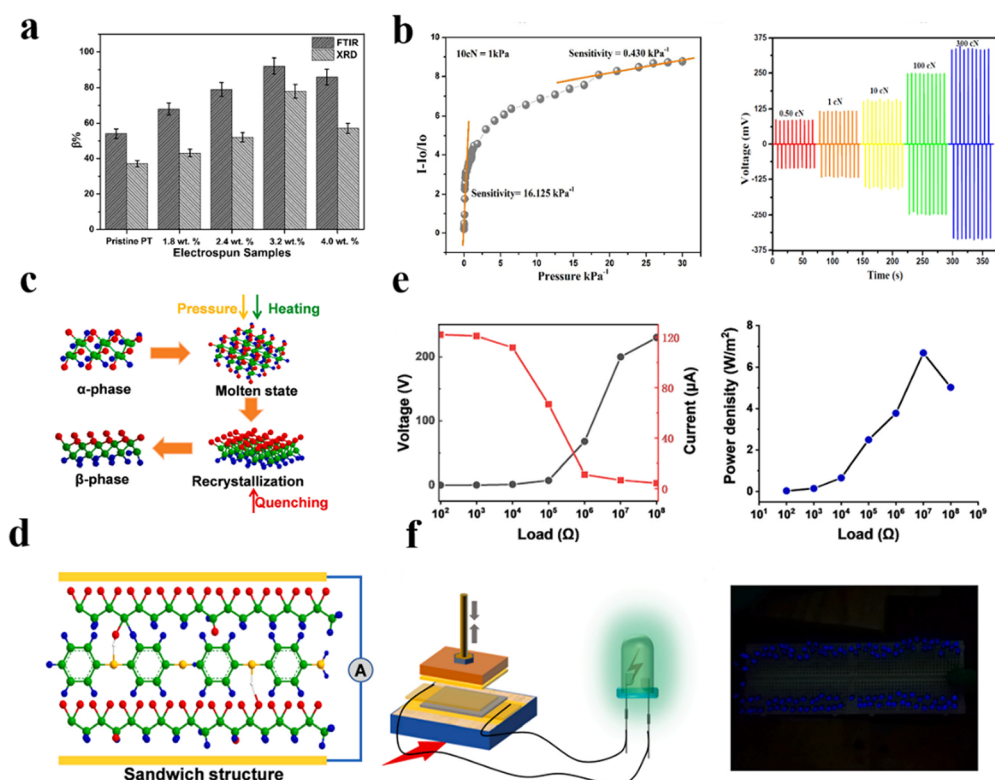 a
FTIR
XRD
100
80
60
40
20
0
β%
Pristine PT
1.8 wt. %
2.4 wt. %
3.2 wt. %
4.0 wt. %
Electrospun Samples
b
10cN = 1kPa
Sensitivity = 0.430 kPa⁻¹
Sensitivity= 16.125 kPa⁻¹
I-Io/Io
10
8
6
4
2
0
0
5
10
15
20
25
30
Pressure kPa⁻¹
375
250
125
0
-125
-250
-375
Voltage (mV)
0.50 cN
1 cN
10 cN
100 cN
300 cN
0
50
100
150
200
250
300
350
Time (s)
c
Pressure
Heating
α-phase
Molten state
β-phase
Recrystallization
Quenching
e
Voltage (V)
200
100
0
Current (μA)
120
80
40
0
10² 10³ 10⁴ 10⁵ 10⁶ 10⁷ 10⁸
Load (Ω)
Power denisity (W/m²)
8
6
4
2
0
10¹ 10² 10³ 10⁴ 10⁵ 10⁶ 10⁷ 10⁸ 10⁹
Load (Ω)
d
A
Sandwich structure
f